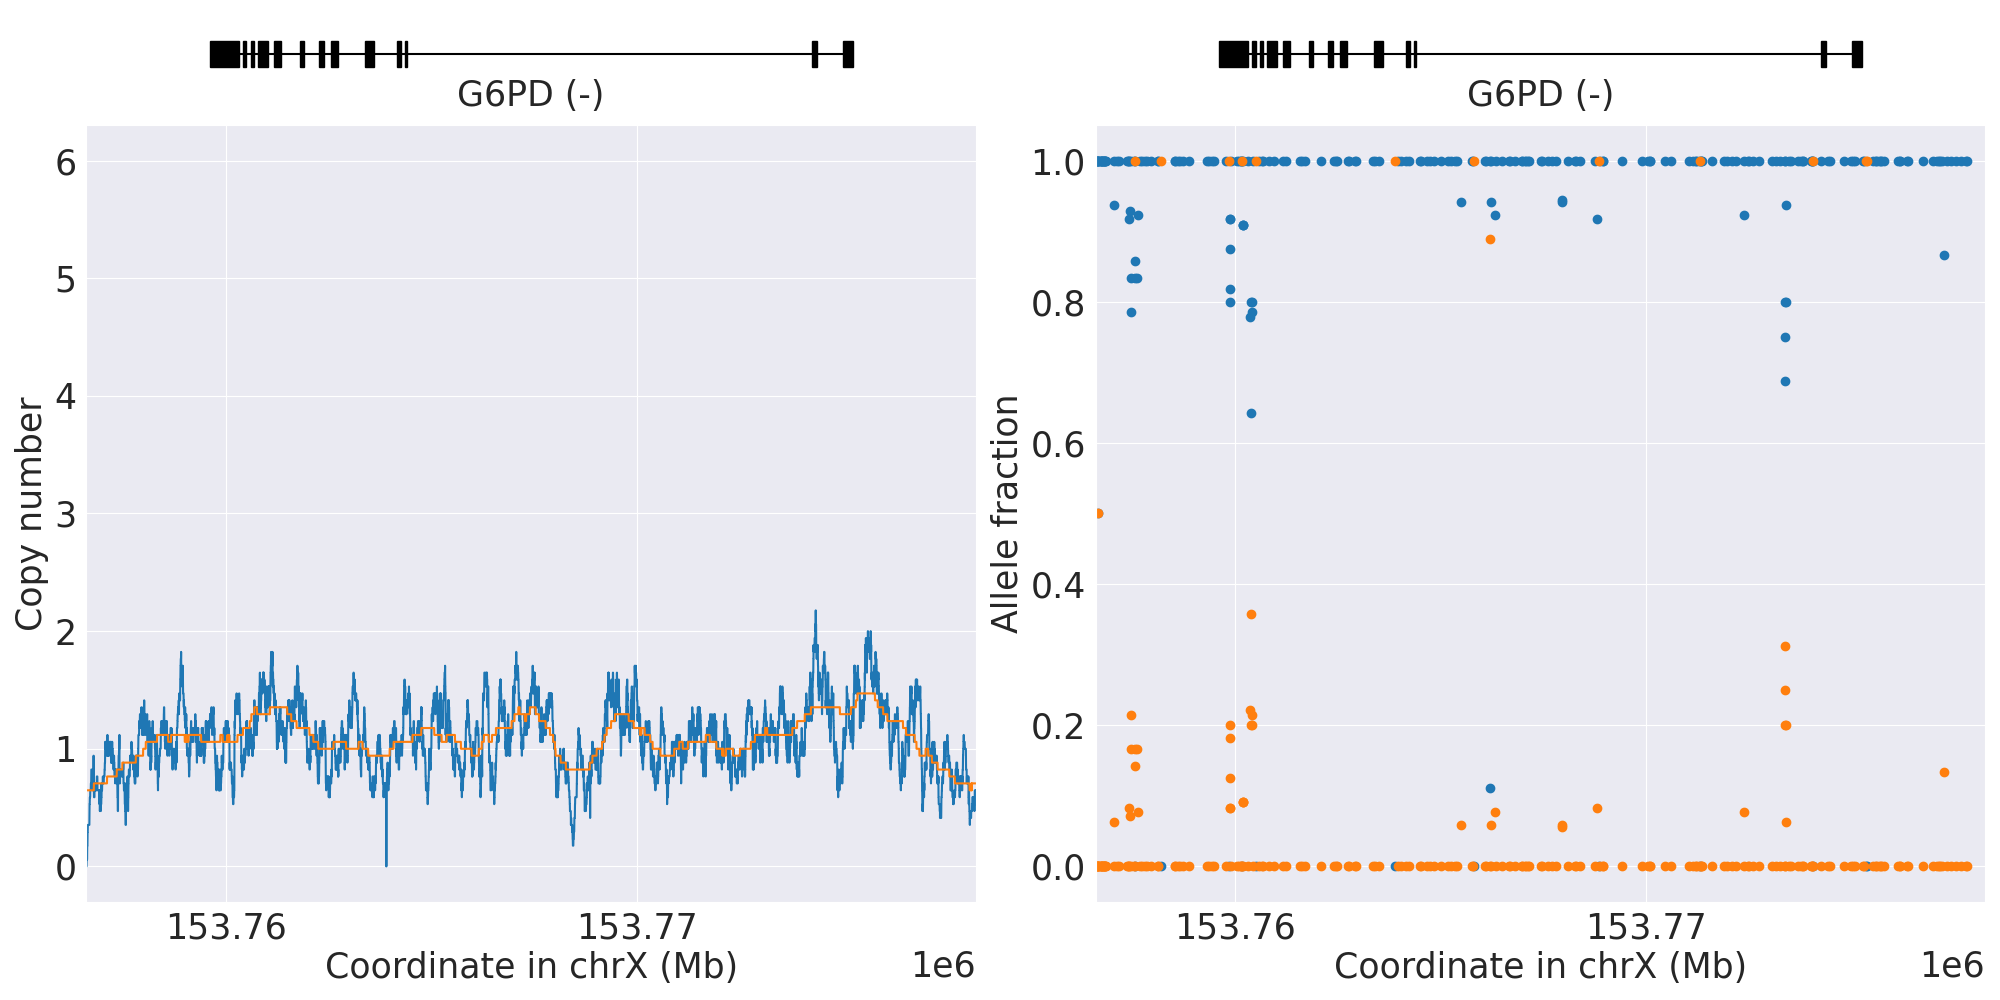 G6PD (-)
6
5
4
3
2
1
0
Copy number
153.76
153.77
Coordinate in chrX (Mb)
1e6
G6PD (-)
1.0
0.8
0.6
0.4
0.2
0.0
Allele fraction
153.76
153.77
Coordinate in chrX (Mb)
1e6